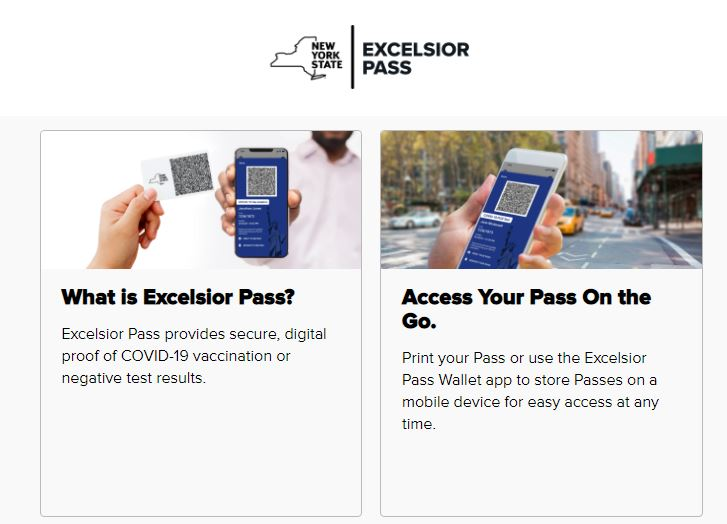 NEW
YORK
STATE
EXCELSIOR
PASS
What is Excelsior Pass?
Excelsior Pass provides secure, digital
proof of COVID-19 vaccination or
negative test results.
Access Your Pass On the
Go.
Print your Pass or use the Excelsior
Pass Wallet app to store Passes on a
mobile device for easy access at any
time.